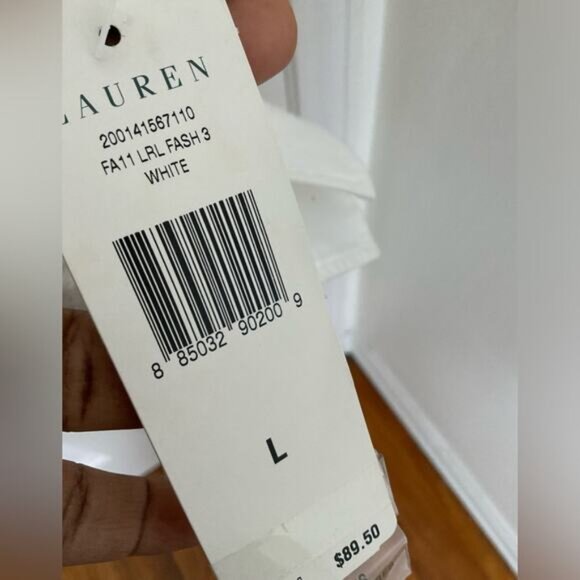 LAUREN
200141567110
FA11 LRL FASH 3
WHITE
8 85032 90200 9
L
$89.50